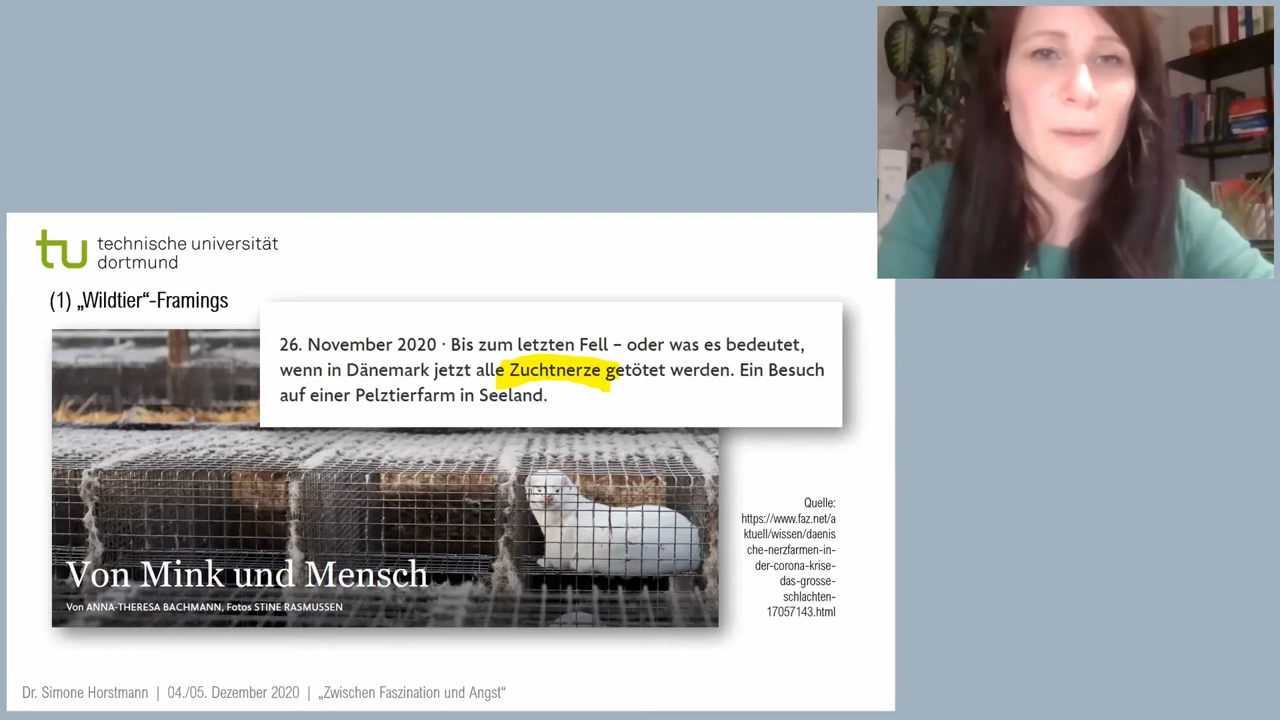 tu technische universität
dortmund
(1) „Wildtier“-Framings
26. November 2020 · Bis zum letzten Fell – oder was es bedeutet,
wenn in Dänemark jetzt alle Zuchtnerze getötet werden. Ein Besuch
auf einer Pelztierfarm in Seeland.
Von Mink und Mensch
Von ANNA-THERESA BACHMANN, Fotos STINE RASMUSSEN
Quelle:
https://www.faz.net/a
ktuell/wissen/daenis
che-nerzfarmen-in-
der-corona-krise-
das-grosse-
schlachten-
17057143.html
Dr. Simone Horstmann | 04./05. Dezember 2020 | „Zwischen Faszination und Angst“